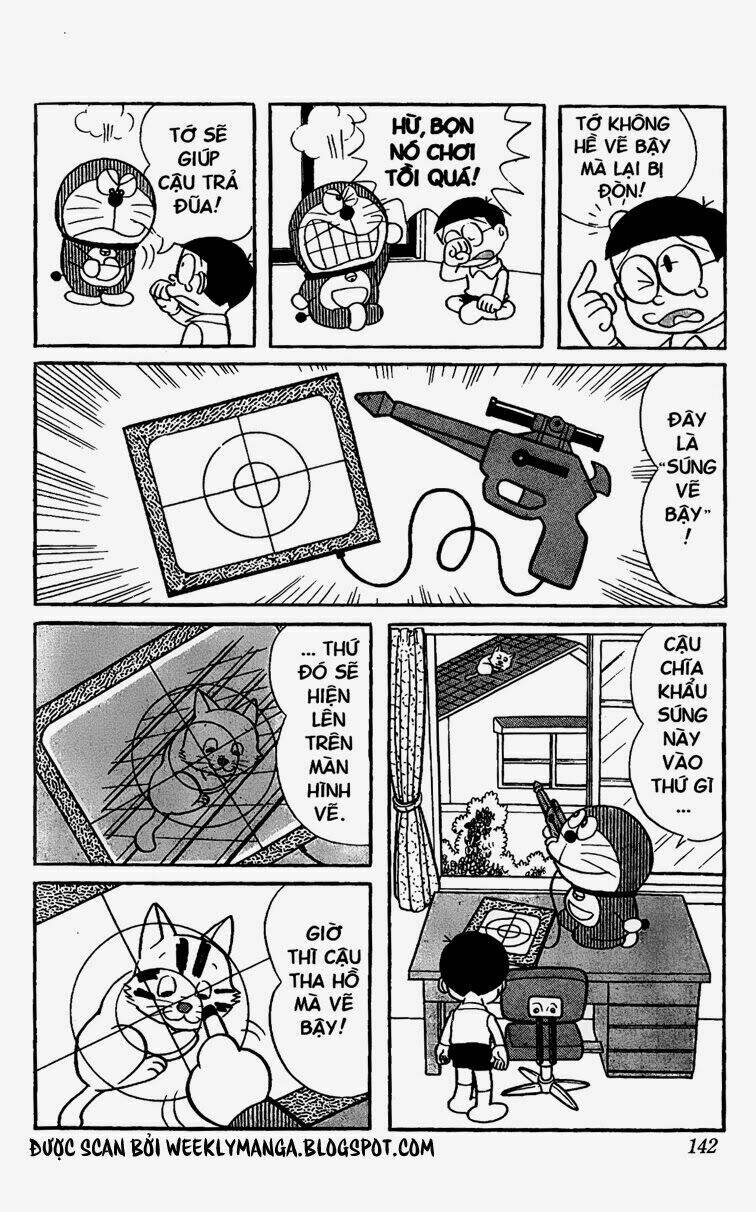 TỚ KHÔNG
HỀ VẼ BẬY
MÀ LẠI BỊ
ĐÒN!
HỪ, BỌN
NÓ CHƠI
TỒI QUÁ!
TỚ SẼ
GIÚP
CẬU TRẢ
ĐŨA!
ĐÂY
LÀ
"SÚNG
VẼ
BẬY"
!
CẬU
CHĨA
KHẨU
SÚNG
NÀY
VÀO
THỨ GÌ
...
... THỨ
ĐÓ SẼ
HIỆN
LÊN
TRÊN
MÀN
HÌNH
VẼ.
GIỜ
THÌ CẬU
THA HỒ
MÀ VẼ
BẬY!
ĐƯỢC SCAN BỞI WEEKLYMANGA.BLOGSPOT.COM
142